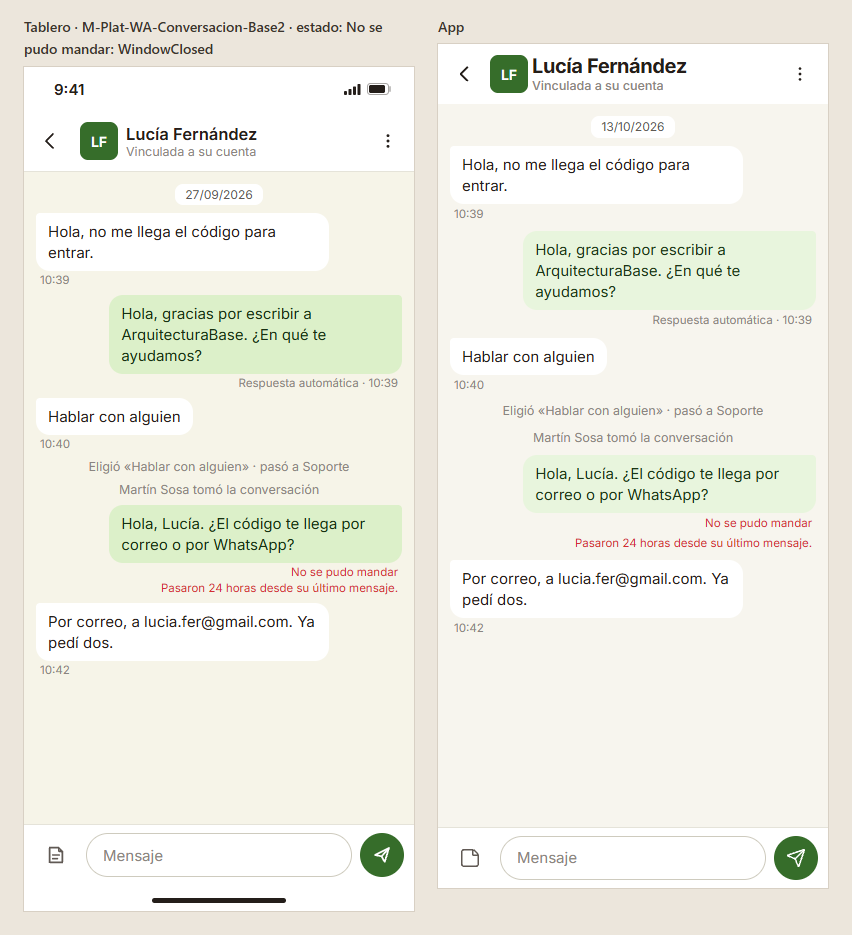 Tablero · M-Plat-WA-Conversacion-Base2 · estado: No se
pudo mandar: WindowClosed
9:41
LF
Lucía Fernández
Vinculada a su cuenta
27/09/2026
Hola, no me llega el código para
entrar.
10:39
Hola, gracias por escribir a
ArquitecturaBase. ¿En qué te
ayudamos?
Respuesta automática · 10:39
Hablar con alguien
10:40
Eligió «Hablar con alguien» · pasó a Soporte
Martín Sosa tomó la conversación
Hola, Lucía. ¿El código te llega por
correo o por WhatsApp?
No se pudo mandar
Pasaron 24 horas desde su último mensaje.
Por correo, a lucia.fer@gmail.com. Ya
pedí dos.
10:42
Mensaje
App
LF
Lucía Fernández
Vinculada a su cuenta
13/10/2026
Hola, no me llega el código para
entrar.
10:39
Hola, gracias por escribir a
ArquitecturaBase. ¿En qué te
ayudamos?
Respuesta automática · 10:39
Hablar con alguien
10:40
Eligió «Hablar con alguien» · pasó a Soporte
Martín Sosa tomó la conversación
Hola, Lucía. ¿El código te llega por
correo o por WhatsApp?
No se pudo mandar
Pasaron 24 horas desde su último mensaje.
Por correo, a lucia.fer@gmail.com. Ya
pedí dos.
10:42
Mensaje